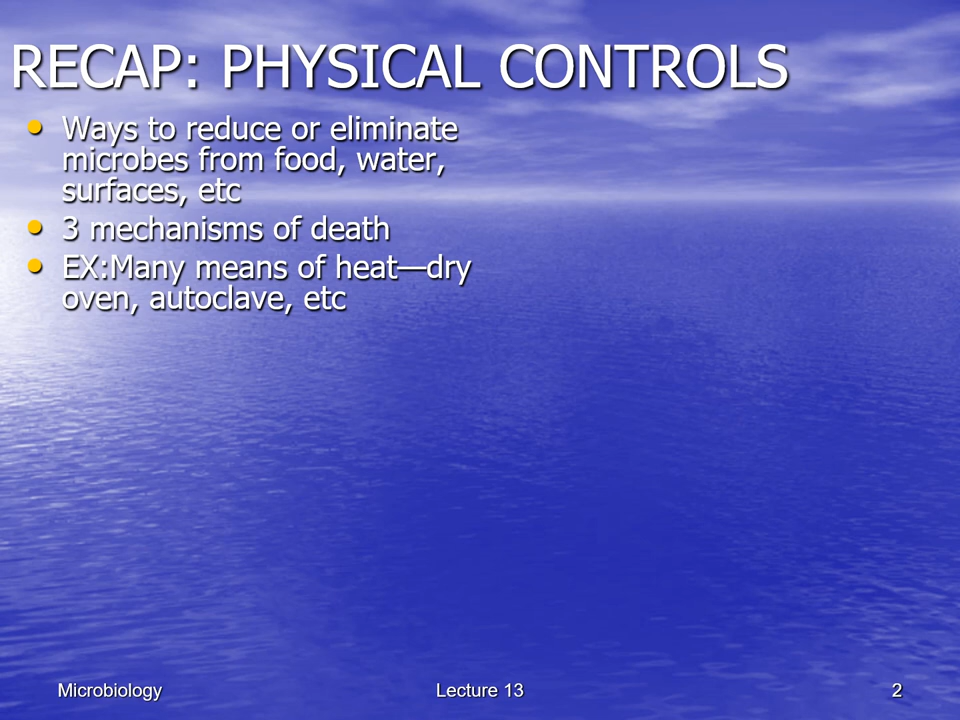 RECAP: PHYSICAL CONTROLS
• Ways to reduce or eliminate
microbes from food, water,
surfaces, etc
• 3 mechanisms of death
• EX:Many means of heat—dry
oven, autoclave, etc
Microbiology
Lecture 13
2